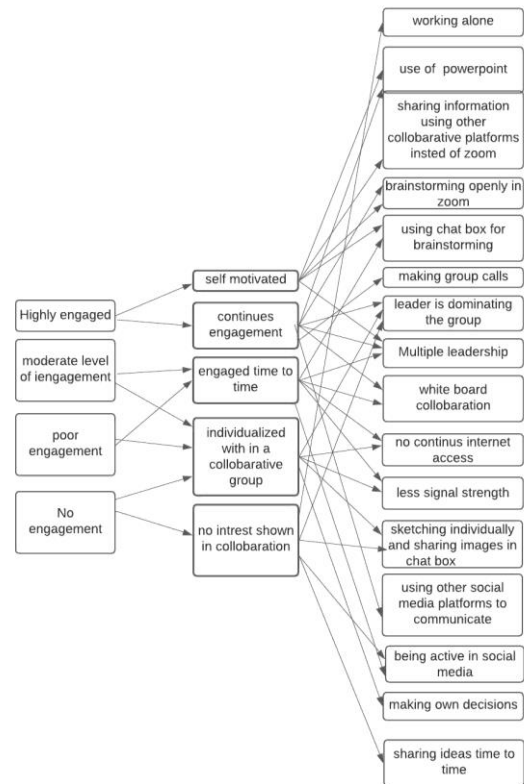 Highly engaged
moderate level
of iengagement
poor
engagement
No
engagement
self motivated
continues
engagement
engaged time to
time
individualized
with in a
collobarative
group
no intrest shown
in collobaration
working alone
use of powerpoint
sharing information
using other
collobarative platforms
insted of zoom
brainstorming openly in
zoom
using chat box for
brainstorming
making group calls
leader is dominating
the group
Multiple leadership
white board
collobaration
no continus internet
access
less signal strength
sketching individually
and sharing images in
chat box
using other social
media platforms to
communicate
being active in social
media
making own decisions
sharing ideas time to
time